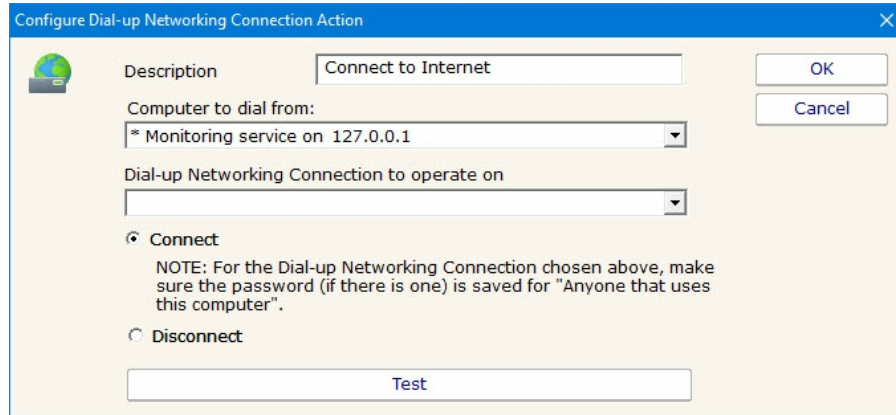 Configure Dial-up Networking Connection Action
Description
Connect to Internet
OK
Computer to dial from:
Cancel
* Monitoring service on 127.0.0.1
Dial-up Networking Connection to operate on
Connect
NOTE: For the Dial-up Networking Connection chosen above, make
sure the password (if there is one) is saved for "Anyone that uses
this computer".
Disconnect
Test